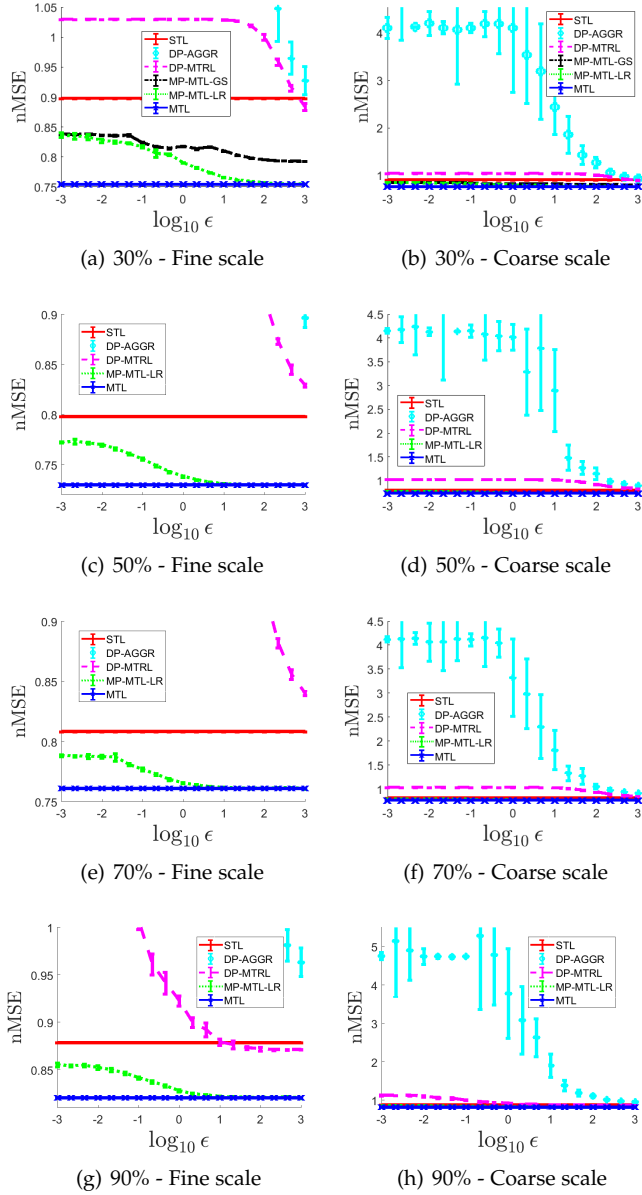 1.05
1
0.95
0.9
0.85
0.8
0.75
nMSE
STL
DP-AGGR
DP-MTRL
MP-MTL-GS
MP-MTL-LR
MTL
-3 -2 -1 0 1 2 3
log₁₀ ϵ
(a) 30% - Fine scale
4
3
2
1
nMSE
STL
DP-AGGR
DP-MTRL
MP-MTL-GS
MP-MTL-LR
MTL
-3 -2 -1 0 1 2 3
log₁₀ ϵ
(b) 30% - Coarse scale
0.9
0.85
0.8
0.75
nMSE
STL
DP-AGGR
DP-MTRL
MP-MTL-LR
MTL
-3 -2 -1 0 1 2 3
log₁₀ ϵ
(c) 50% - Fine scale
4.5
4
3.5
3
2.5
2
1.5
1
nMSE
STL
DP-AGGR
DP-MTRL
MP-MTL-LR
MTL
-3 -2 -1 0 1 2 3
log₁₀ ϵ
(d) 50% - Coarse scale
0.9
0.85
0.8
0.75
nMSE
STL
DP-AGGR
DP-MTRL
MP-MTL-LR
MTL
-3 -2 -1 0 1 2 3
log₁₀ ϵ
(e) 70% - Fine scale
4.5
4
3.5
3
2.5
2
1.5
1
nMSE
STL
DP-AGGR
DP-MTRL
MP-MTL-LR
MTL
-3 -2 -1 0 1 2 3
log₁₀ ϵ
(f) 70% - Coarse scale
1
0.95
0.9
0.85
nMSE
STL
DP-AGGR
DP-MTRL
MP-MTL-LR
MTL
-3 -2 -1 0 1 2 3
log₁₀ ϵ
(g) 90% - Fine scale
5
4
3
2
1
nMSE
STL
DP-AGGR
DP-MTRL
MP-MTL-LR
MTL
-3 -2 -1 0 1 2 3
log₁₀ ϵ
(h) 90% - Coarse scale